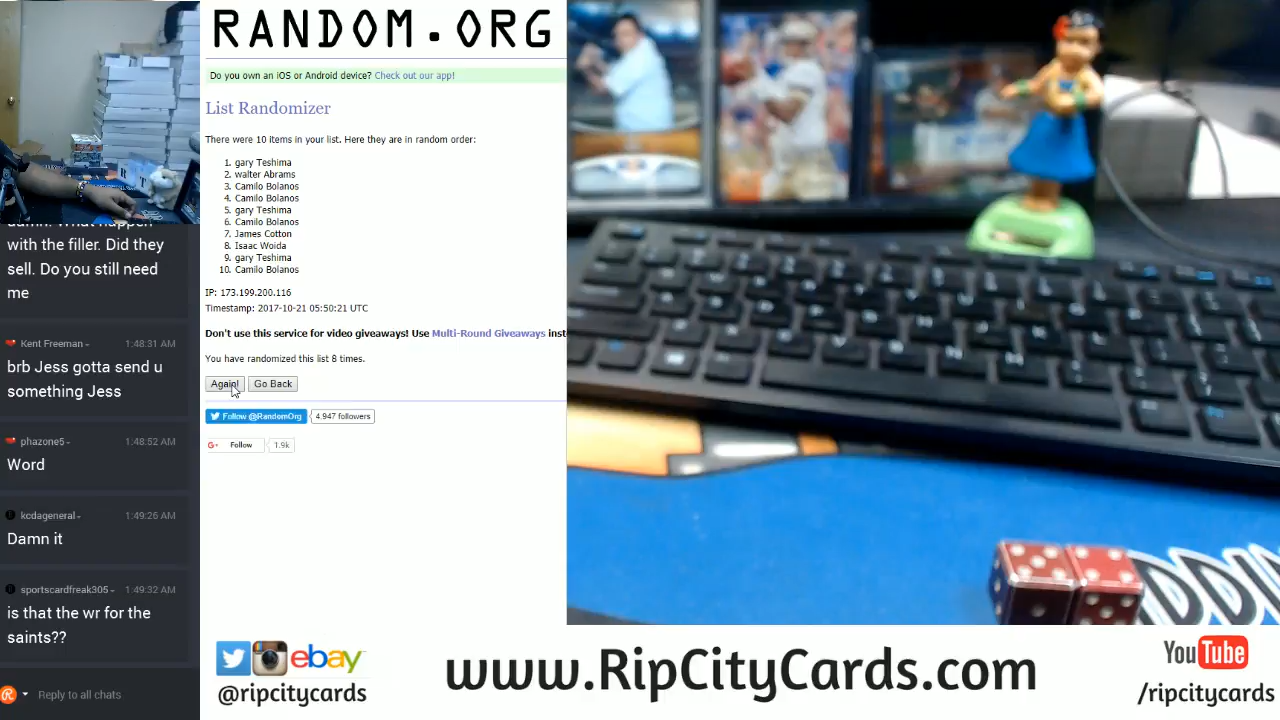 damn. What happen
with the filler. Did they
sell. Do you still need
me
Kent Freeman
1:48:31 AM
brb Jess gotta send u
something Jess
phazone5
1:48:52 AM
Word
kcdageneral
1:49:26 AM
Damn it
sportscardfreak305
1:49:32 AM
is that the wr for the
saints??
Reply to all chats
RANDOM.ORG
Do you own an iOS or Android device? Check out our app!
List Randomizer
There were 10 items in your list. Here they are in random order:
1. gary Teshima
2. walter Abrams
3. Camilo Bolanos
4. Camilo Bolanos
5. gary Teshima
6. Camilo Bolanos
7. James Cotton
8. Isaac Woida
9. gary Teshima
10. Camilo Bolanos
IP: 173.199.200.116
Timestamp: 2017-10-21 05:50:21 UTC
Don't use this service for video giveaways! Use Multi-Round Giveaways inst
You have randomized this list 8 times.
Again!
Go Back
Follow @RandomOrg
4,947 followers
G+ Follow
1.9k
ebay
@ripcitycards
www.RipCityCards.com
YouTube
/ripcitycards